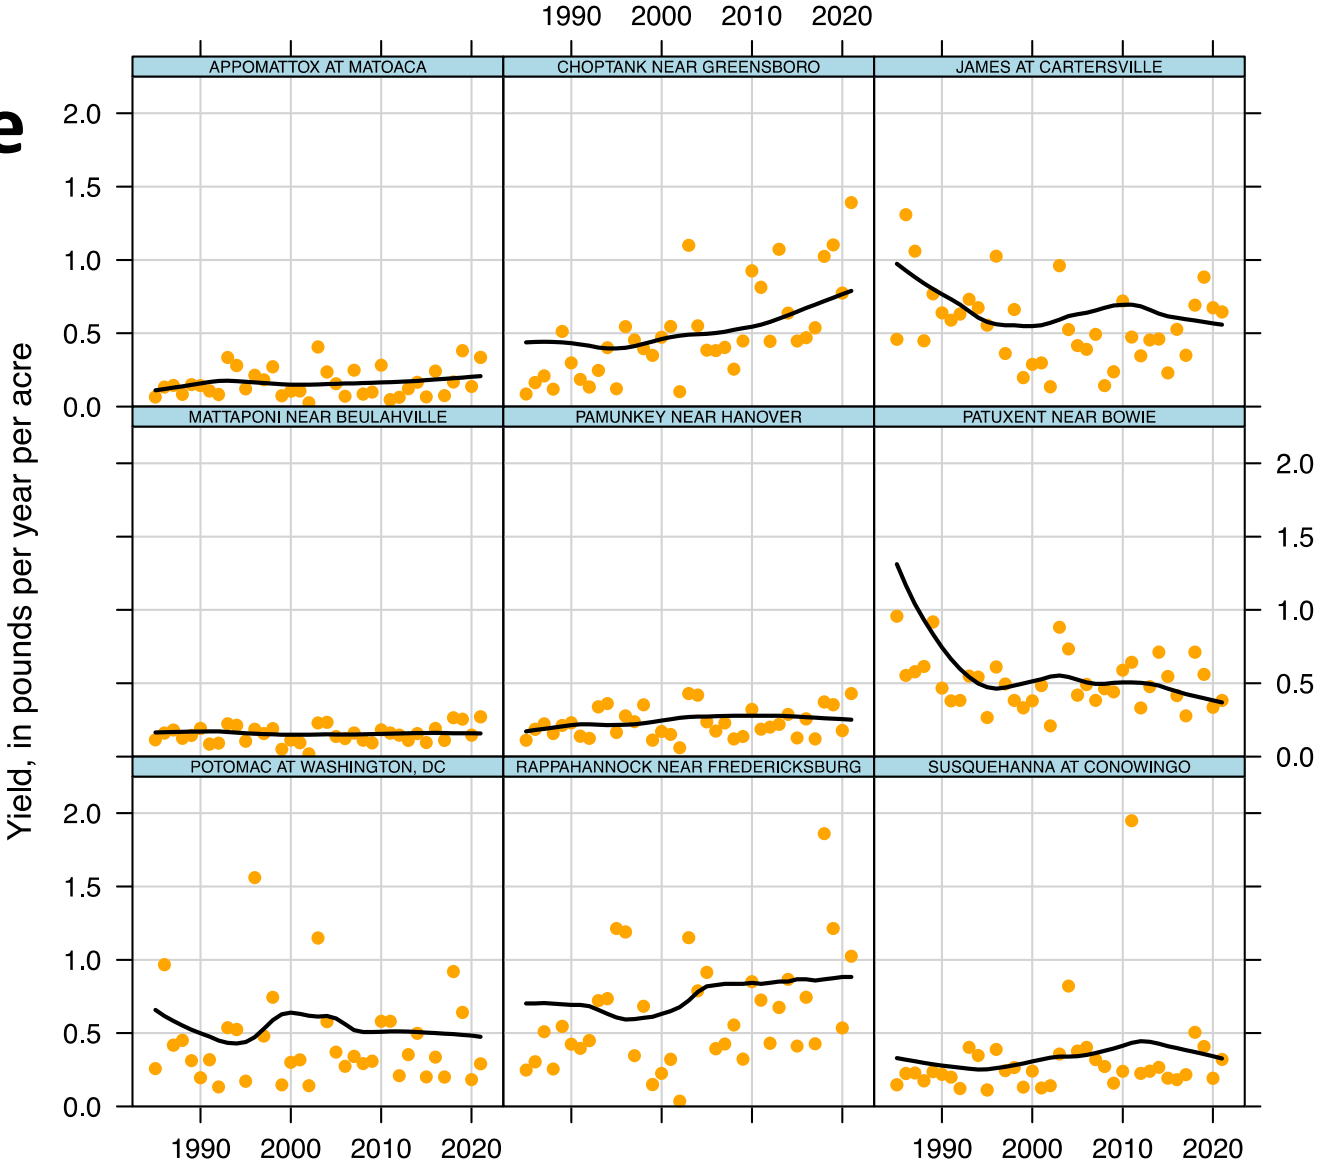 1990 2000 2010 2020
APPOMATTOX AT MATOACA
CHOPTANK NEAR GREENSBORO
JAMES AT CARTERSVILLE
e
2.0
1.5
1.0
0.5
0.0
Yield, in pounds per year per acre
MATTAPONI NEAR BEULAHVILLE
PAMUNKEY NEAR HANOVER
PATUXENT NEAR BOWIE
2.0
1.5
1.0
0.5
0.0
POTOMAC AT WASHINGTON, DC
RAPPAHANNOCK NEAR FREDERICKSBURG
SUSQUEHANNA AT CONOWINGO
2.0
1.5
1.0
0.5
0.0
1990 2000 2010 2020
1990 2000 2010 2020